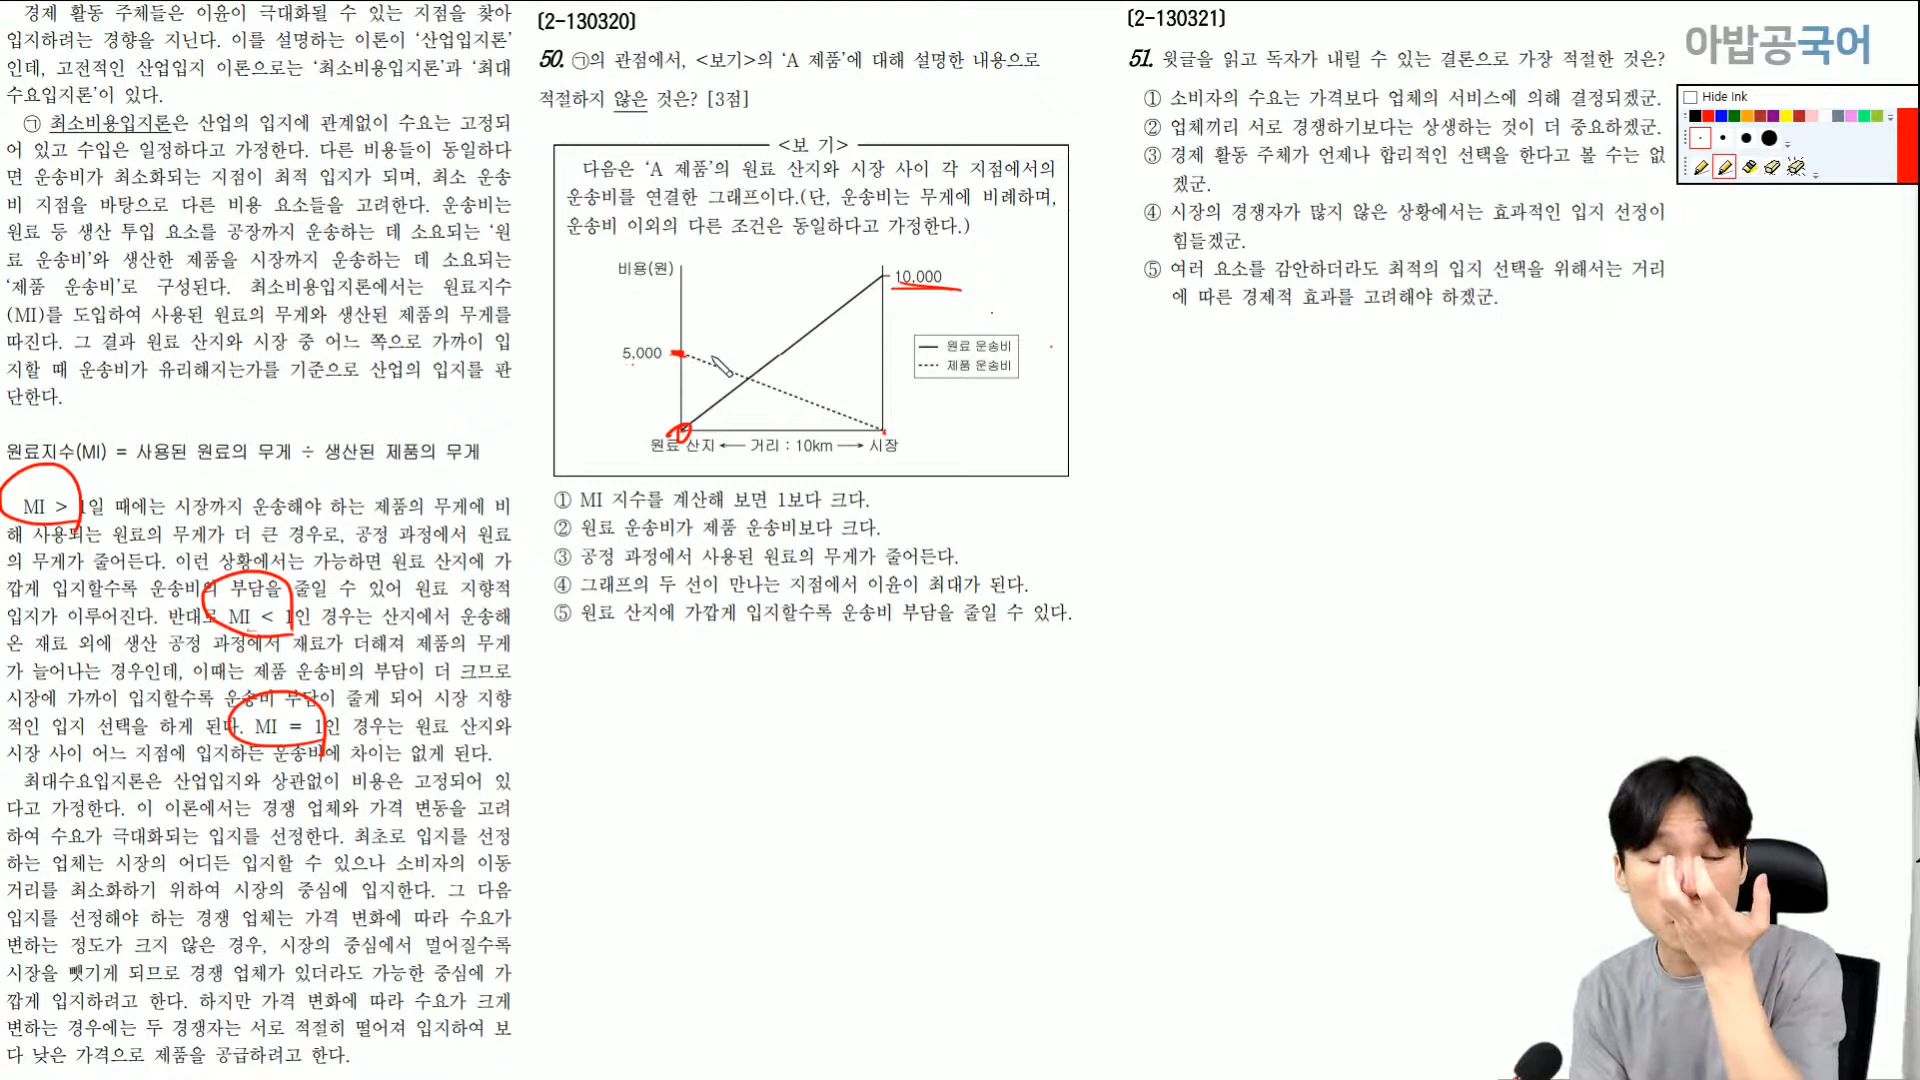 경제 활동 주체들은 이윤이 극대화될 수 있는 지점을 찾아
입지하려는 경향을 지닌다. 이를 설명하는 이론이 ‘산업입지론’
인데, 고전적인 산업입지 이론으로는 ‘최소비용입지론’과 ‘최대
수요입지론’이 있다.
㉠ 최소비용입지론은 산업의 입지에 관계없이 수요는 고정되
어 있고 수입은 일정하다고 가정한다. 다른 비용들이 동일하다
면 운송비가 최소화되는 지점이 최적 입지가 되며, 최소 운송
비 지점을 바탕으로 다른 비용 요소들을 고려한다. 운송비는
원료 등 생산 투입 요소를 공장까지 운송하는 데 소요되는 ‘원
료 운송비’와 생산한 제품을 시장까지 운송하는 데 소요되는
‘제품 운송비’로 구성된다. 최소비용입지론에서는 원료지수
(MI)를 도입하여 사용된 원료의 무게와 생산된 제품의 무게를
따진다. 그 결과 원료 산지와 시장 중 어느 쪽으로 가까이 입
지할 때 운송비가 유리해지는가를 기준으로 산업의 입지를 판
단한다.
원료지수(MI) = 사용된 원료의 무게 ÷ 생산된 제품의 무게
MI > 1일 때에는 시장까지 운송해야 하는 제품의 무게에 비
해 사용되는 원료의 무게가 더 큰 경우로, 공정 과정에서 원료
의 무게가 줄어든다. 이런 상황에서는 가능하면 원료 산지에 가
깝게 입지할수록 운송비의 부담을 줄일 수 있어 원료 지향적
입지가 이루어진다. 반대로 MI < 1인 경우는 산지에서 운송해
온 재료 외에 생산 공정 과정에서 재료가 더해져 제품의 무게
가 늘어나는 경우인데, 이때는 제품 운송비의 부담이 더 크므로
시장에 가까이 입지할수록 운송비 부담이 줄게 되어 시장 지향
적인 입지 선택을 하게 된다. MI = 1인 경우는 원료 산지와
시장 사이 어느 지점에 입지하든 운송비에 차이는 없게 된다.
최대수요입지론은 산업입지와 상관없이 비용은 고정되어 있
다고 가정한다. 이 이론에서는 경쟁 업체와 가격 변동을 고려
하여 수요가 극대화되는 입지를 선정한다. 최초로 입지를 선정
하는 업체는 시장의 어디든 입지할 수 있으나 소비자의 이동
거리를 최소화하기 위하여 시장의 중심에 입지한다. 그 다음
입지를 선정해야 하는 경쟁 업체는 가격 변화에 따라 수요가
변하는 정도가 크지 않은 경우, 시장의 중심에서 멀어질수록
시장을 뺏기게 되므로 경쟁 업체가 있더라도 가능한 중심에 가
깝게 입지하려고 한다. 하지만 가격 변화에 따라 수요가 크게
변하는 경우에는 두 경쟁자는 서로 적절히 떨어져 입지하여 보
다 낮은 가격으로 제품을 공급하려고 한다.
[2-130320]
50. ㉠의 관점에서, <보기>의 ‘A 제품’에 대해 설명한 내용으로
적절하지 않은 것은? [3점]
<보 기>
다음은 ‘A 제품’의 원료 산지와 시장 사이 각 지점에서의
운송비를 연결한 그래프이다.(단, 운송비는 무게에 비례하며,
운송비 이외의 다른 조건은 동일하다고 가정한다.)
비용(원)
10,000
5,000
원료 운송비
제품 운송비
원료 산지 ← 거리 : 10km → 시장
① MI 지수를 계산해 보면 1보다 크다.
② 원료 운송비가 제품 운송비보다 크다.
③ 공정 과정에서 사용된 원료의 무게가 줄어든다.
④ 그래프의 두 선이 만나는 지점에서 이윤이 최대가 된다.
⑤ 원료 산지에 가깝게 입지할수록 운송비 부담을 줄일 수 있다.
[2-130321]
51. 윗글을 읽고 독자가 내릴 수 있는 결론으로 가장 적절한 것은?
① 소비자의 수요는 가격보다 업체의 서비스에 의해 결정되겠군.
② 업체끼리 서로 경쟁하기보다는 상생하는 것이 더 중요하겠군.
③ 경제 활동 주체가 언제나 합리적인 선택을 한다고 볼 수는 없
겠군.
④ 시장의 경쟁자가 많지 않은 상황에서는 효과적인 입지 선정이
힘들겠군.
⑤ 여러 요소를 감안하더라도 최적의 입지 선택을 위해서는 거리
에 따른 경제적 효과를 고려해야 하겠군.
아밥공국어
Hide Ink